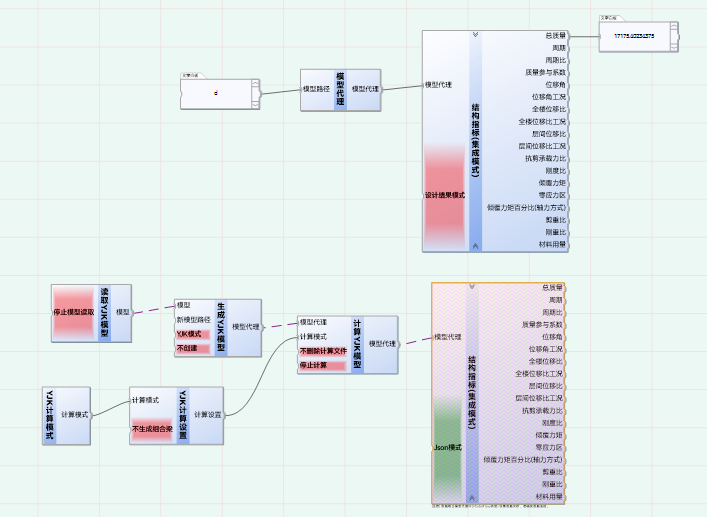 文本面板
17175.40234375
文本面板
模型路径
模型代理
模型代理
模型代理
设计结果模式
结构指标(集成模式)
总质量
周期
周期比
质量参与系数
位移角
位移角工况
全楼位移比
全楼位移比工况
层间位移比
层间位移比工况
抗剪承载力比
刚度比
倾覆力矩
零应力区
倾覆力矩百分比(轴力方式)
剪重比
刚重比
材料用量
停止模型读取
读取YJK模型
模型
模型
新模型路径
YJK模式
不创建
生成YJK模型
模型代理
模型代理
计算模式
不删除计算文件
停止计算
计算YJK模型
模型代理
YJK计算模式
计算模式
计算模式
不生成组合梁
YJK计算设置
计算设置
模型代理
Json模式
结构指标(集成模式)
总质量
周期
周期比
质量参与系数
位移角
位移角工况
全楼位移比
全楼位移比工况
层间位移比
层间位移比工况
抗剪承载力比
刚度比
倾覆力矩
零应力区
倾覆力矩百分比(轴力方式)
剪重比
刚重比
材料用量